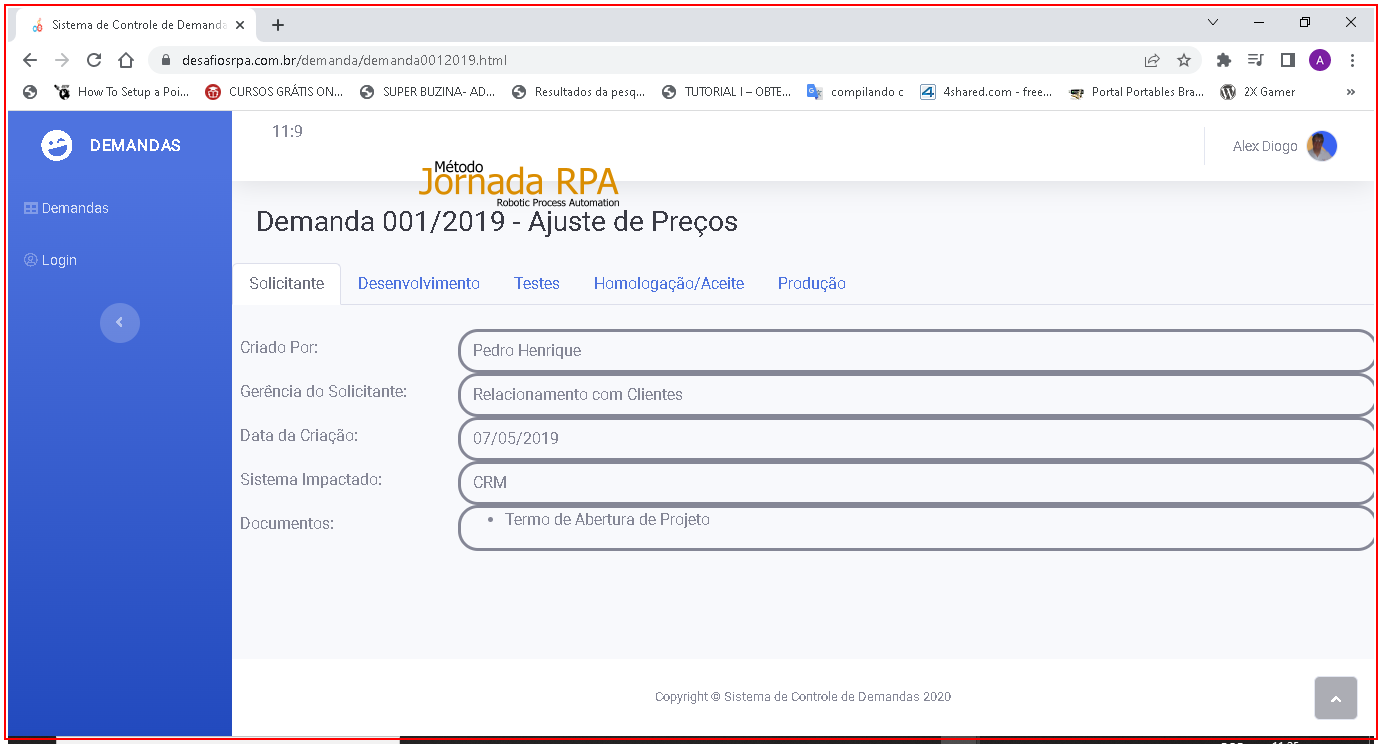 Sistema de Controle de Demanda
desafiosrpa.com.br/demanda/demanda0012019.html
A
How To Setup a Poi...
CURSOS GRÁTIS ON...
SUPER BUZINA- AD...
Resultados da pesq...
TUTORIAL I – OBTE...
compilando c
4shared.com - free...
Portal Portables Bra...
2X Gamer
»
DEMANDAS
11:9
Alex Diogo
Método
Jornada RPA
Robotic Process Automation
Demandas
Demanda 001/2019 - Ajuste de Preços
Login
Solicitante
Desenvolvimento
Testes
Homologação/Aceite
Produção
Criado Por:
Pedro Henrique
Gerência do Solicitante:
Relacionamento com Clientes
Data da Criação:
07/05/2019
Sistema Impactado:
CRM
Documentos:
• Termo de Abertura de Projeto
Copyright © Sistema de Controle de Demandas 2020